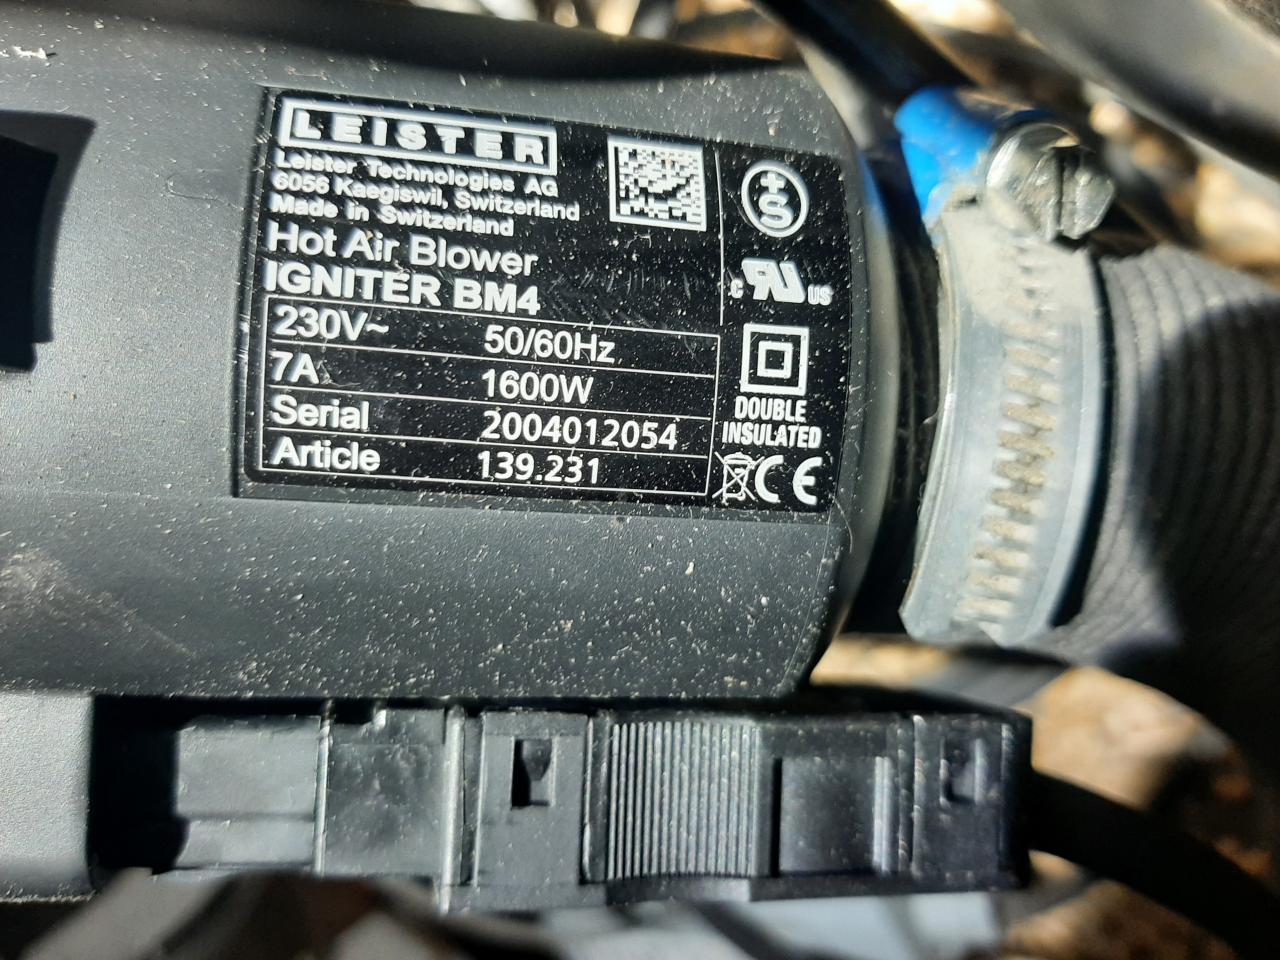 LEISTER
Leister Technologies AG
6056 Kaegiswil, Switzerland
Made in Switzerland
Hot Air Blower
IGNITER BM4
230V~ 50/60Hz
7A 1600W
Serial 2004012054
Article 139.231
+S
c RU US
DOUBLE
INSULATED
CE